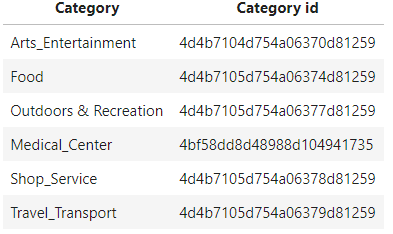 Category Category id
Arts_Entertainment 4d4b7104d754a06370d81259
Food 4d4b7105d754a06374d81259
Outdoors & Recreation 4d4b7105d754a06377d81259
Medical_Center 4bf58dd8d48988d104941735
Shop_Service 4d4b7105d754a06378d81259
Travel_Transport 4d4b7105d754a06379d81259